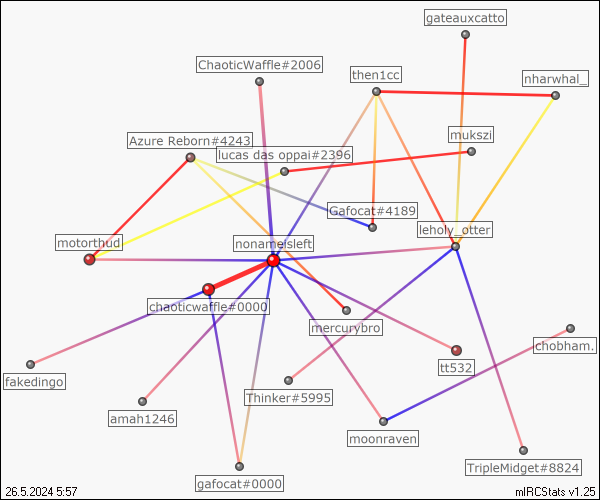 gateauxcatto
ChaoticWaffle#2006
then1cc
nharwhal_
mukszi
Azure Reborn#4243
lucas das oppai#2396
Gafocat#4189
leholy_otter
motorthud
nonameisleft
chaoticwaffle#0000
mercurybro
chobham.
tt532
fakedingo
Thinker#5995
amah1246
moonraven
TripleMidget#8824
gafocat#0000
26.5.2024 5:57
mIRCStats v1.25